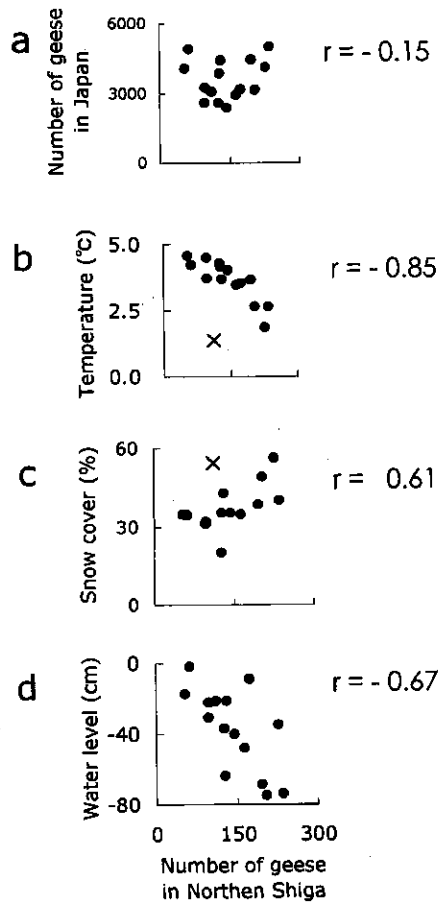 a
6000
3000
0
Number of geese
in Japan
r = - 0.15
b
5.0
2.5
0.0
Temperature (°C)
r = - 0.85
c
60
30
0
Snow cover (%)
r = 0.61
d
0
-40
-80
Water level (cm)
r = - 0.67
0 150 300
Number of geese
in Northen Shiga